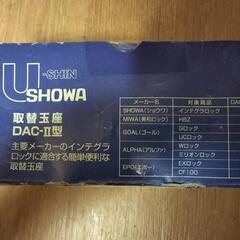 U-SHIN
SHOWA
取替玉座
DAC-Ⅱ型
主要メーカーのインテグラ
ロックに適合する簡単便利な
取替玉座
メーカー名 対象商品 DA
SHOWA(ショウワ) インテグラロック
MIWA(美和ロック) HBZ
GOAL(ゴール) Gロック
UCロック
ALPHA(アルファ) Wロック
ミリオンロック
EPO(エポー) EXロック
CF100